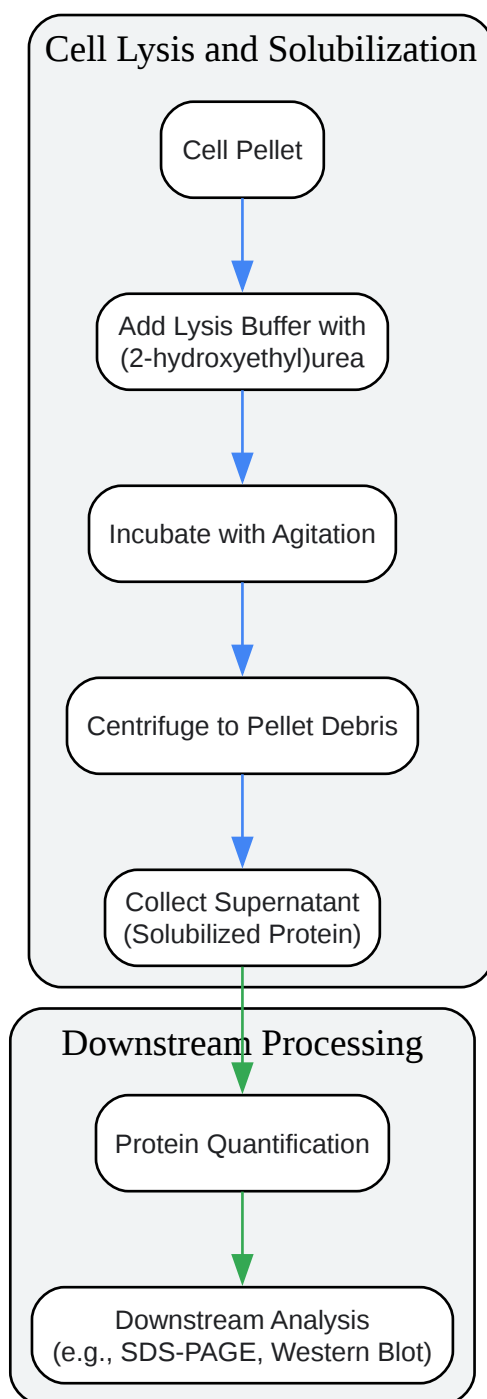 Cell Lysis and Solubilization
Cell Pellet
Add Lysis Buffer with
(2-hydroxyethyl)urea
Incubate with Agitation
Centrifuge to Pellet Debris
Collect Supernatant
(Solubilized Protein)
Downstream Processing
Protein Quantification
Downstream Analysis
(e.g., SDS-PAGE, Western Blot)